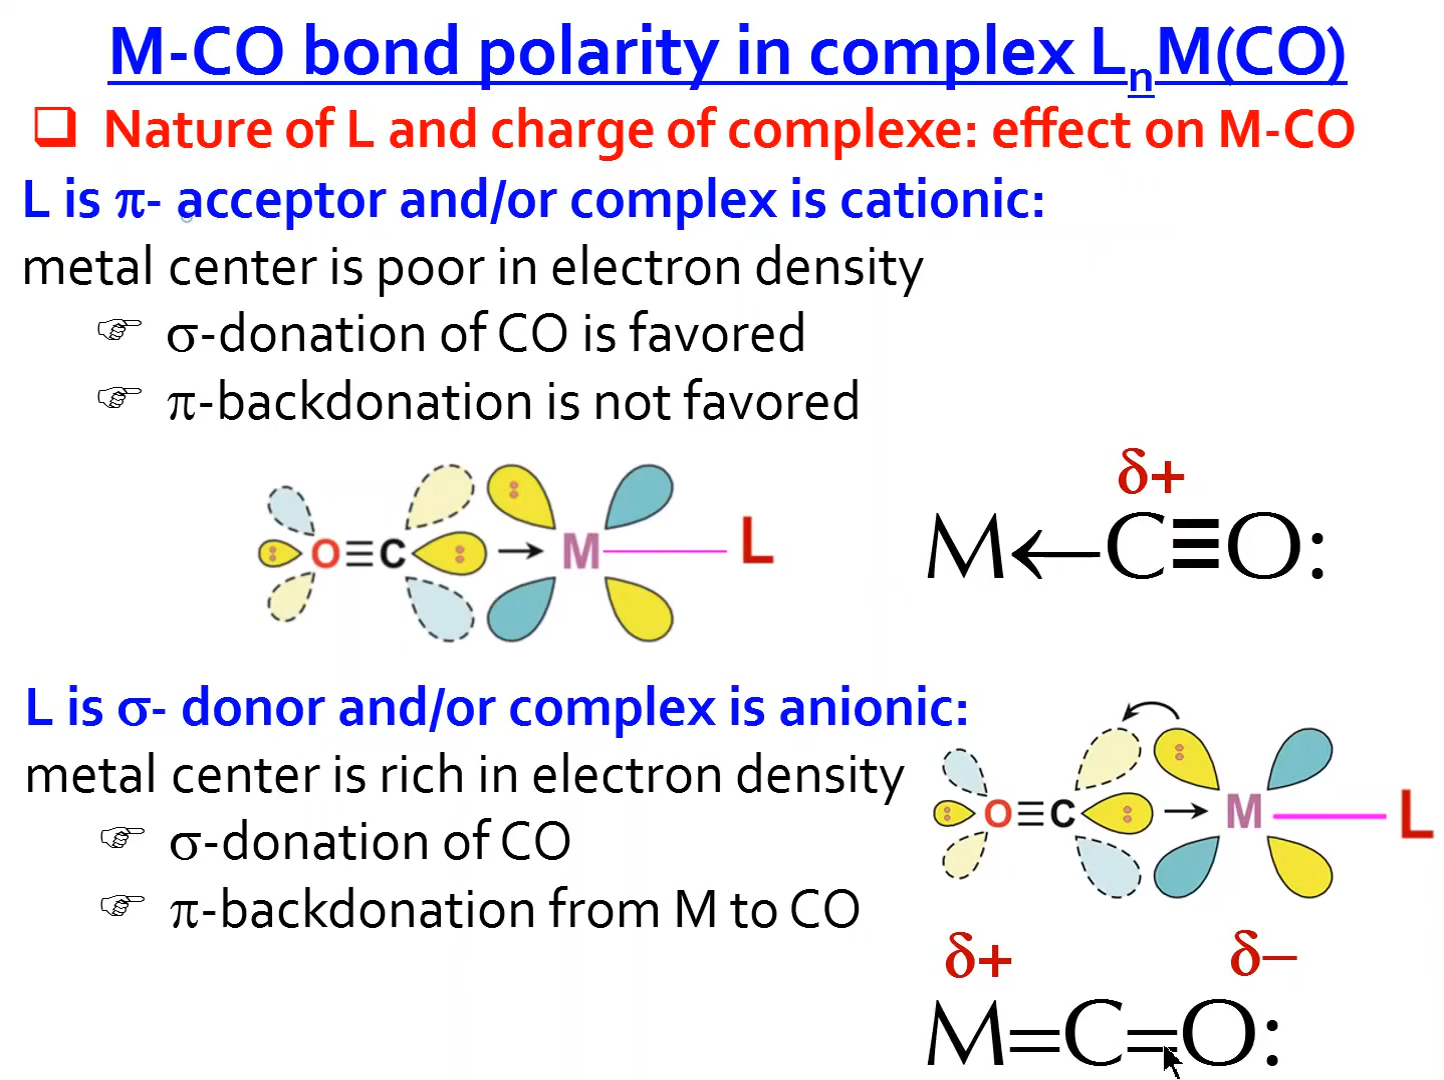 M-CO bond polarity in complex LnM(CO)
❑ Nature of L and charge of complexe: effect on M-CO
L is π- acceptor and/or complex is cationic:
metal center is poor in electron density
☞ σ-donation of CO is favored
☞ π-backdonation is not favored
δ+
O≡C → M L
M←C≡O:
L is σ- donor and/or complex is anionic:
metal center is rich in electron density
O≡C → M L
☞ σ-donation of CO
☞ π-backdonation from M to CO
δ+ δ−
M=C=O: